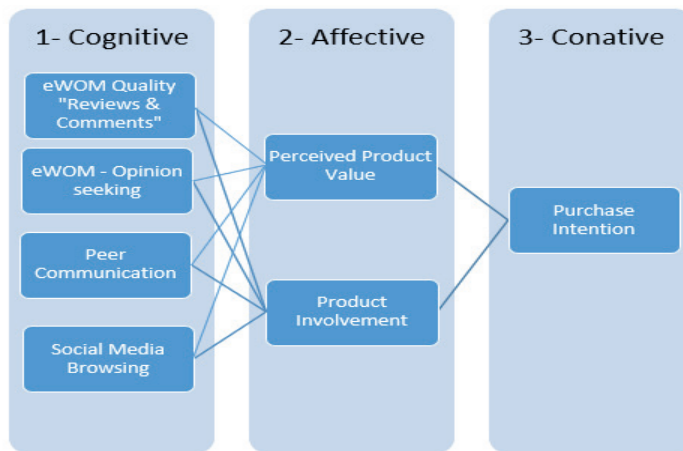 1- Cognitive
eWOM Quality
"Reviews &
Comments"
eWOM - Opinion
seeking
Peer
Communication
Social Media
Browsing
2- Affective
Perceived Product
Value
Product
Involvement
3- Conative
Purchase
Intention